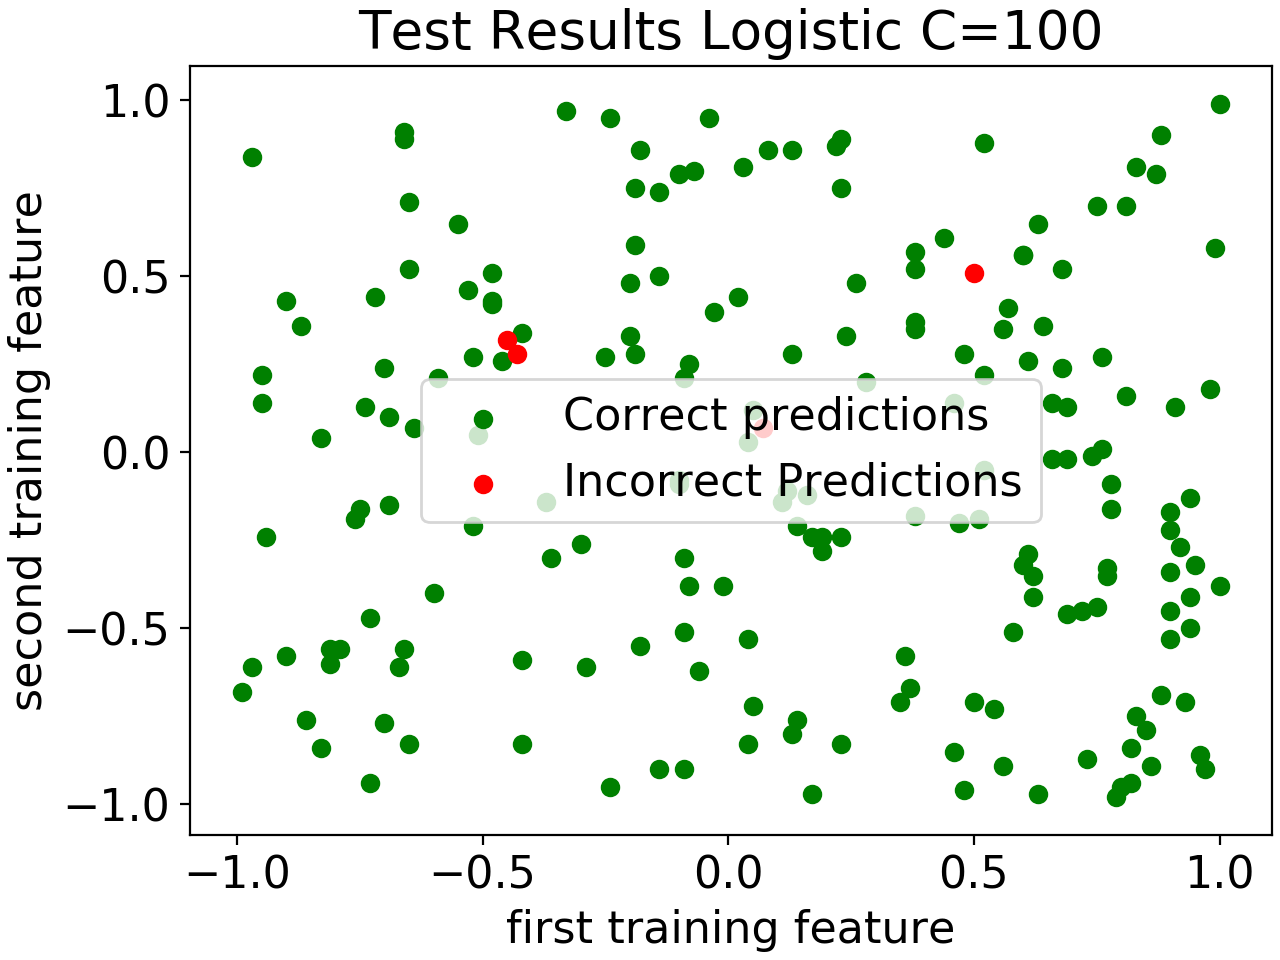 Test Results Logistic C=100
1.0
0.5
0.0
−0.5
−1.0
second training feature
Correct predictions
Incorrect Predictions
−1.0 −0.5 0.0 0.5 1.0
first training feature